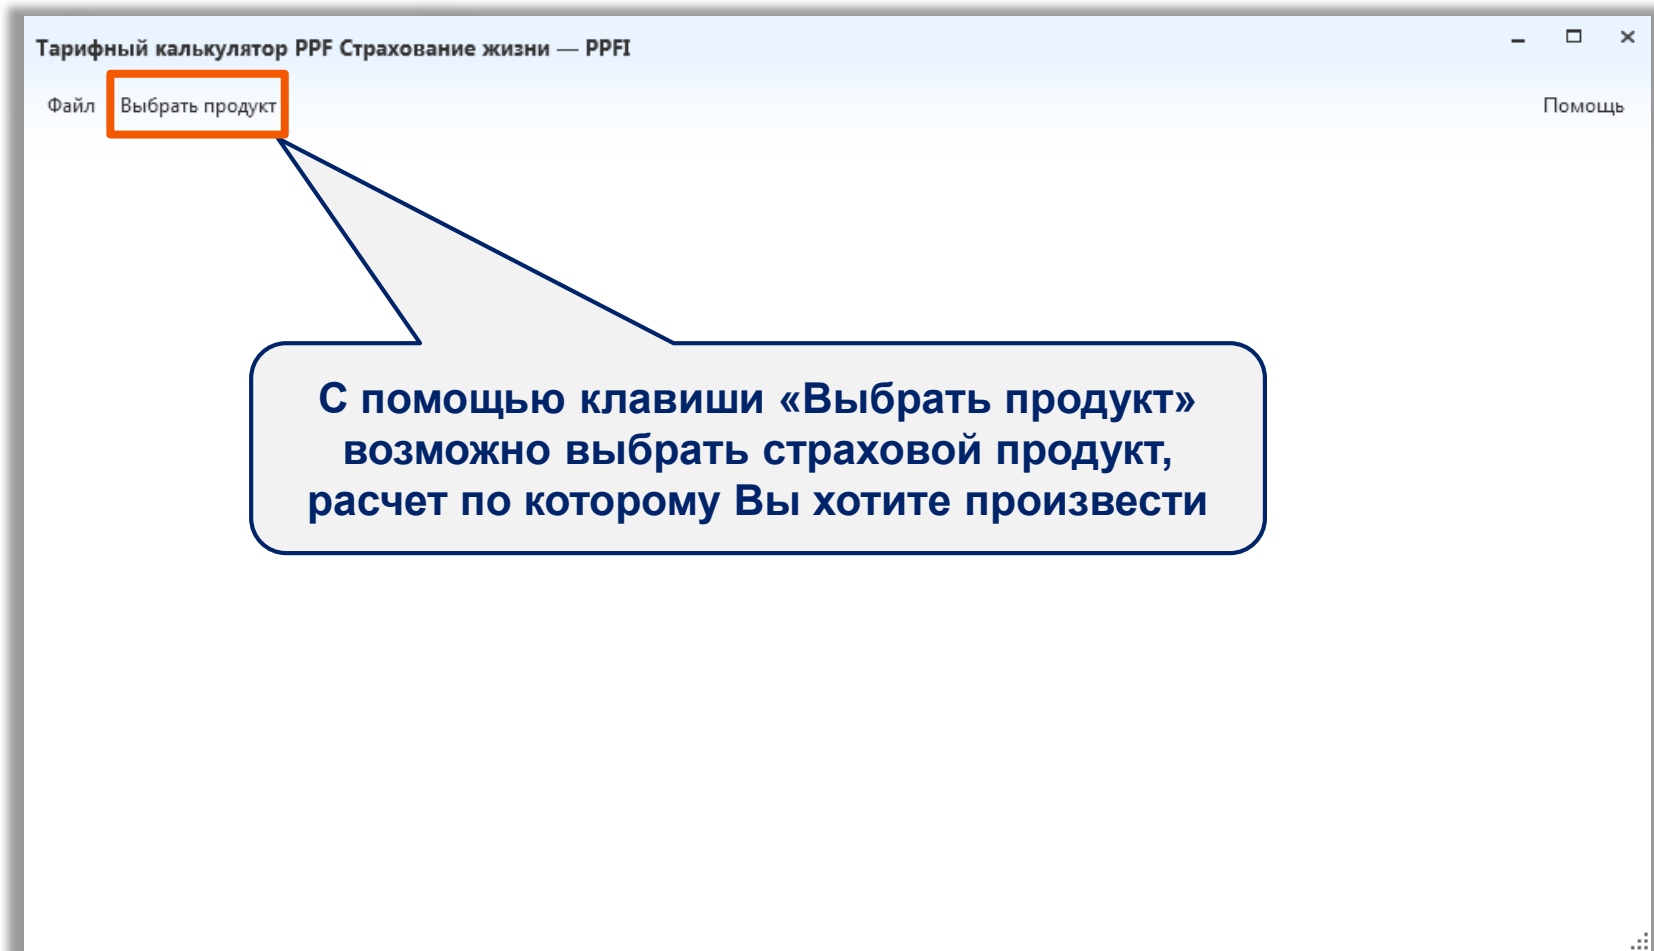 Тарифный калькулятор PPF Страхование жизни — PPFI
Файл Выбрать продукт Помощь
С помощью клавиши «Выбрать продукт»
возможно выбрать страховой продукт,
расчет по которому Вы хотите произвести